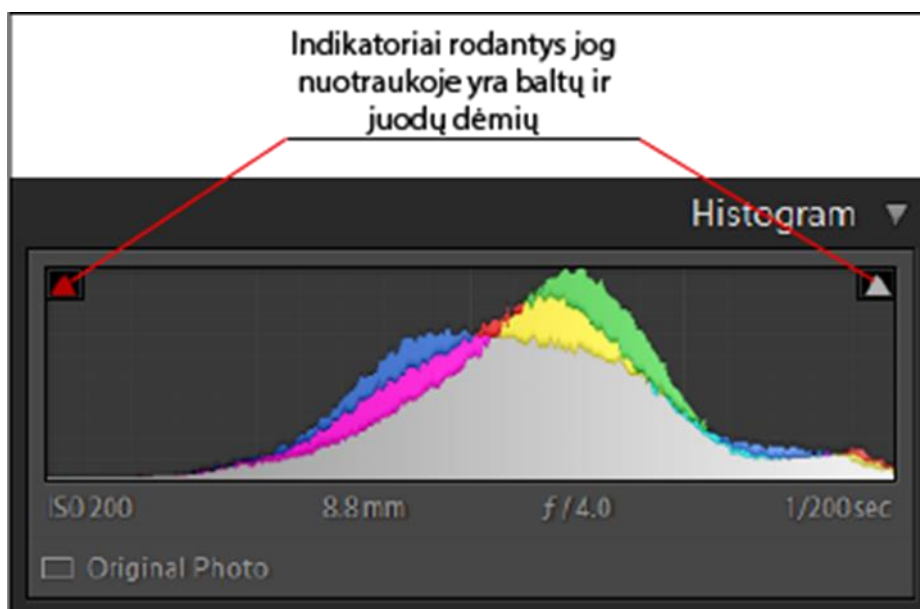 Indikatoriai rodantys jog
nuotraukoje yra baltų ir
juodų dėmių
Histogram
ISO 200 8.8 mm ƒ / 4.0 1/200 sec
Original Photo